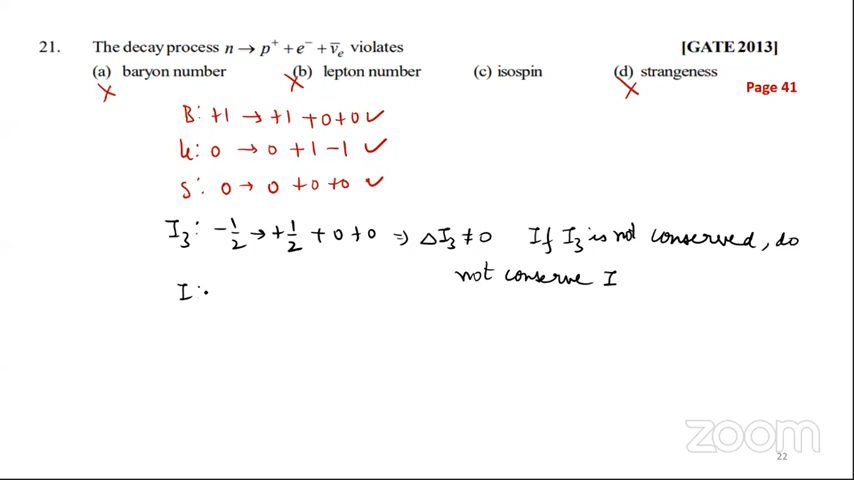 21. The decay process n → p⁺ + e⁻ + ν̅ₑ violates [GATE 2013]
(a) baryon number (b) lepton number (c) isospin (d) strangeness
Page 41
B: +1 → +1 + 0 + 0 ✓
Le: 0 → 0 + 1 - 1 ✓
S: 0 → 0 + 0 + 0 ✓
I₃: -1/2 → +1/2 + 0 + 0 ⇒ ΔI₃ ≠ 0 If I₃ is not conserved, do
not conserve I
I:
zoom
22